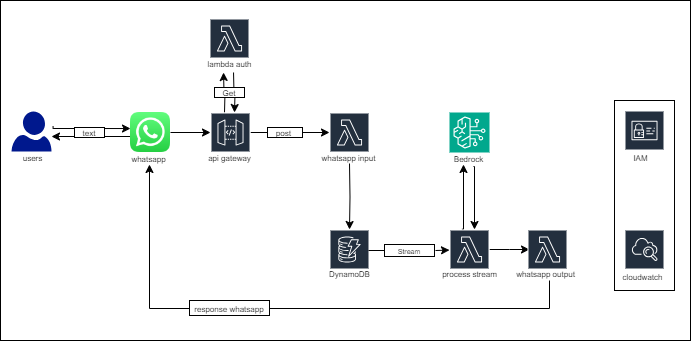 lambda auth
Get
text
post
users
whatsapp
api gateway
whatsapp input
Bedrock
IAM
Stream
DynamoDB
process stream
whatsapp output
cloudwatch
response whatsapp